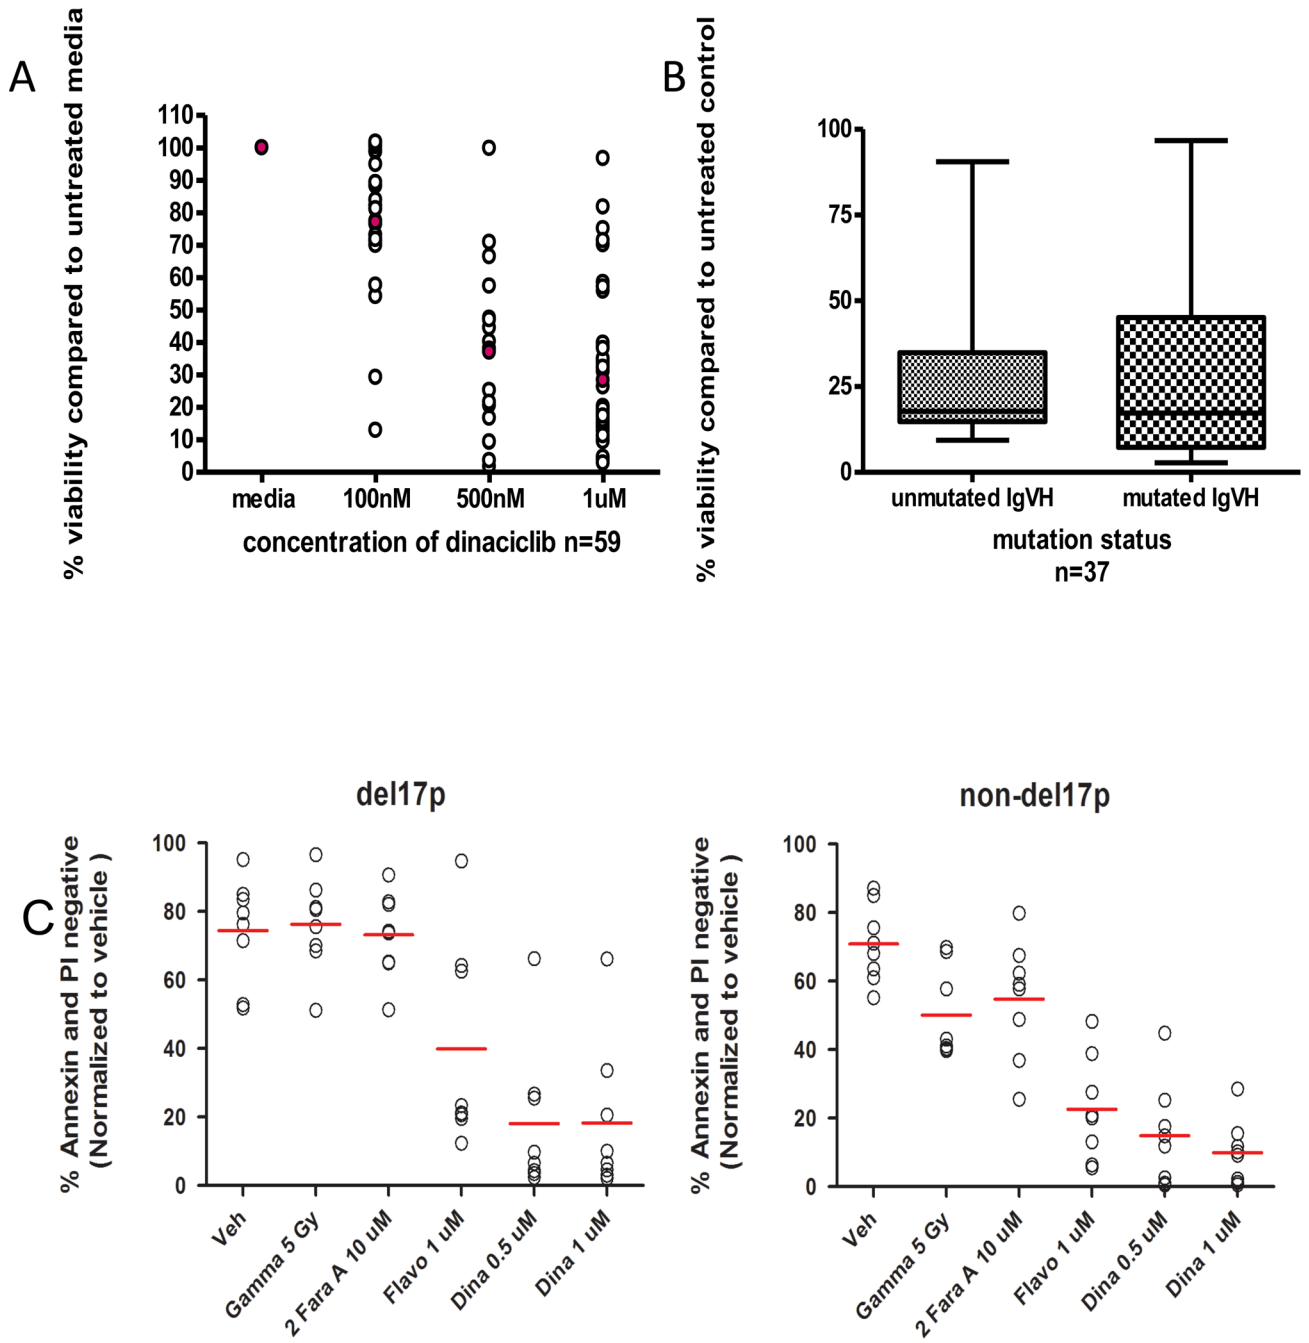 A
% viability compared to untreated media
110
100
90
80
70
60
50
40
30
20
10
0
media 100nM 500nM 1uM
concentration of dinaciclib n=59
B
% viability compared to untreated control
100
75
50
25
0
unmutated IgVH mutated IgVH
mutation status
n=37
C
del17p
% Annexin and PI negative
(Normalized to vehicle )
100
80
60
40
20
0
Veh
Gamma 5 Gy
2 Fara A 10 uM
Flavo 1 uM
Dina 0.5 uM
Dina 1 uM
non-del17p
% Annexin and PI negative
(Normalized to vehicle )
100
80
60
40
20
0
Veh
Gamma 5 Gy
2 Fara A 10 uM
Flavo 1 uM
Dina 0.5 uM
Dina 1 uM